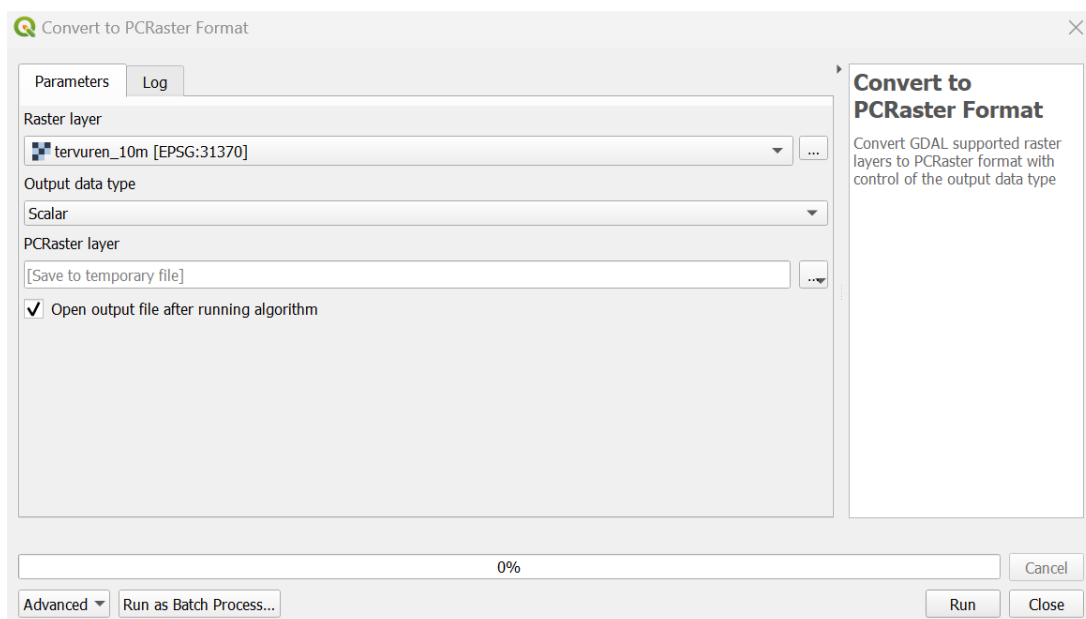 Convert to PCRaster Format
Parameters
Log
Raster layer
tervuren_10m [EPSG:31370]
...
Output data type
Scalar
PCRaster layer
[Save to temporary file]
...
Open output file after running algorithm
Convert to
PCRaster Format
Convert GDAL supported raster
layers to PCRaster format with
control of the output data type
0%
Cancel
Advanced
Run as Batch Process...
Run
Close